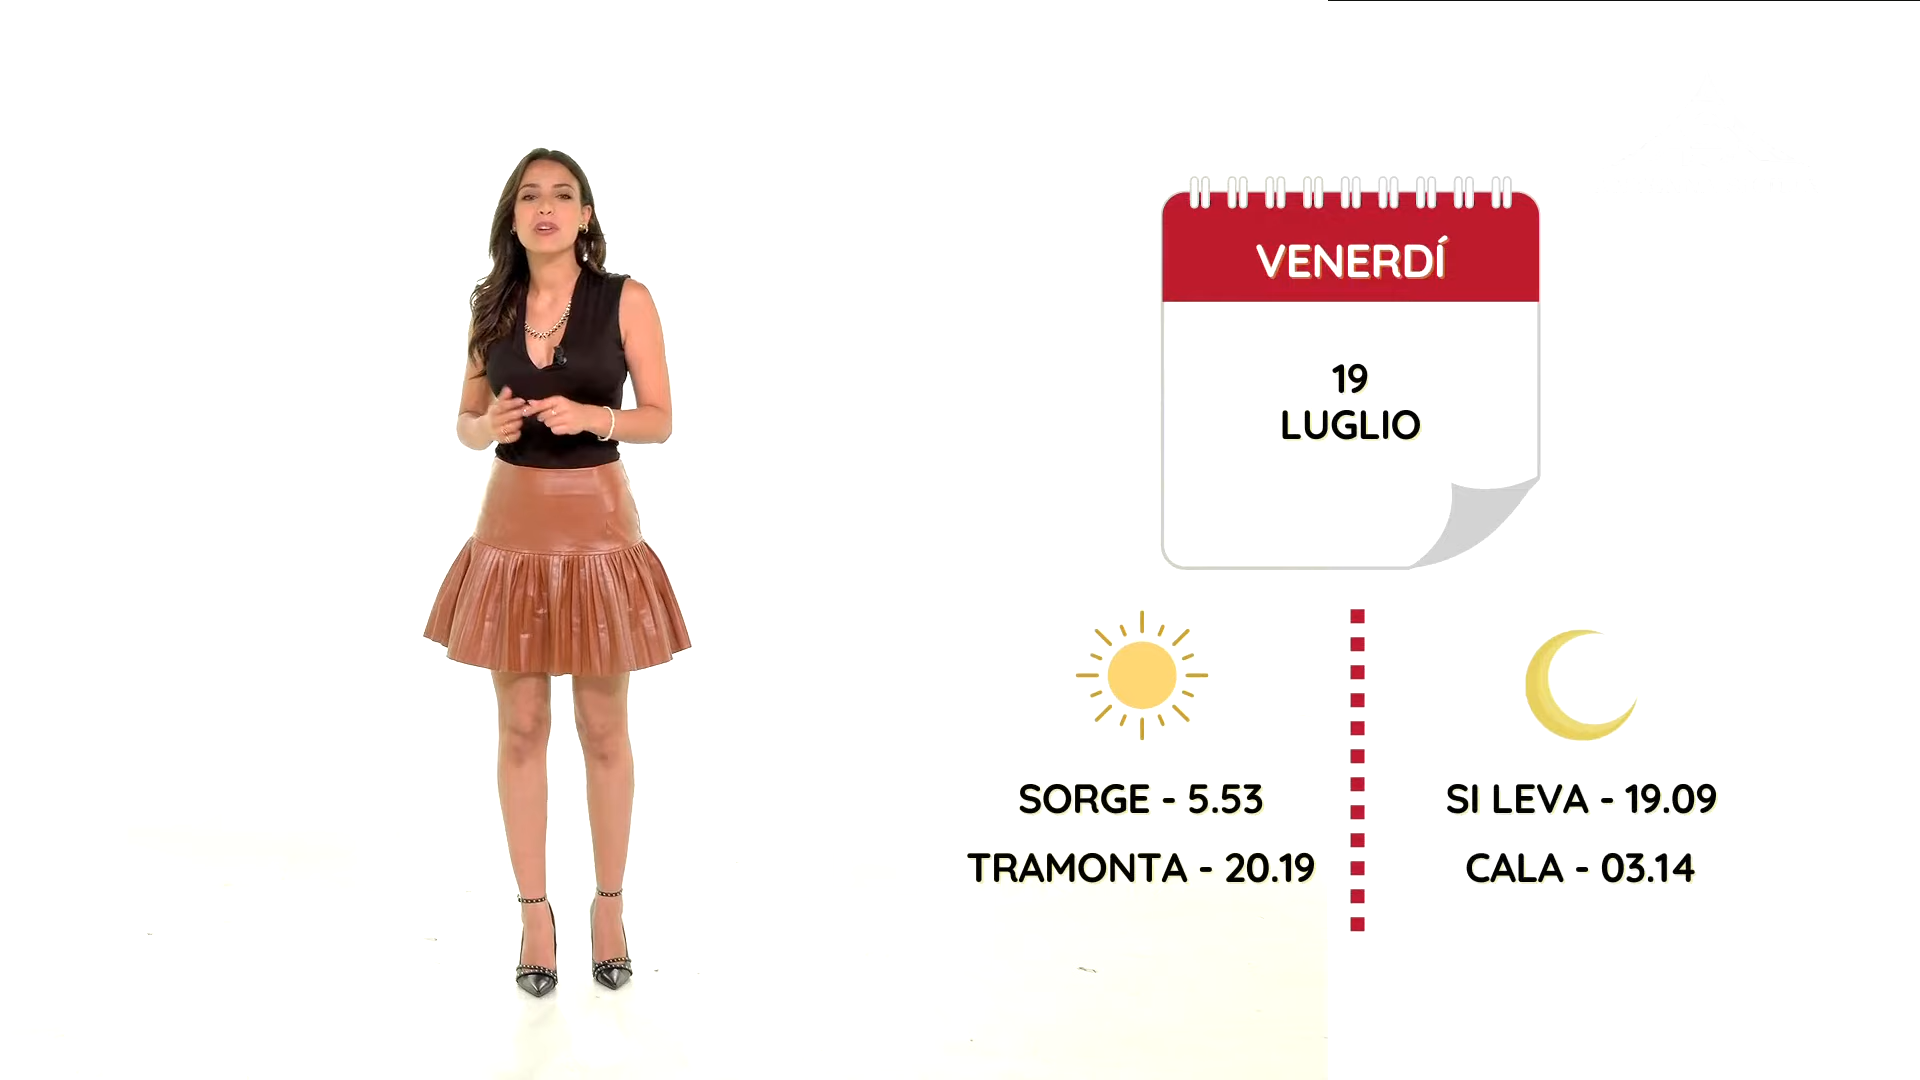 VENERDÍ
19
LUGLIO
SORGE - 5.53
TRAMONTA - 20.19
SI LEVA - 19.09
CALA - 03.14